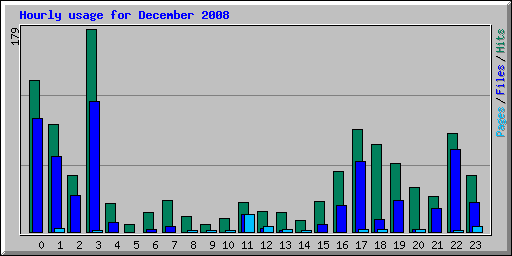 Hourly usage for December 2008
179
Pages / Files / Hits
0 1 2 3 4 5 6 7 8 9 10 11 12 13 14 15 16 17 18 19 20 21 22 23